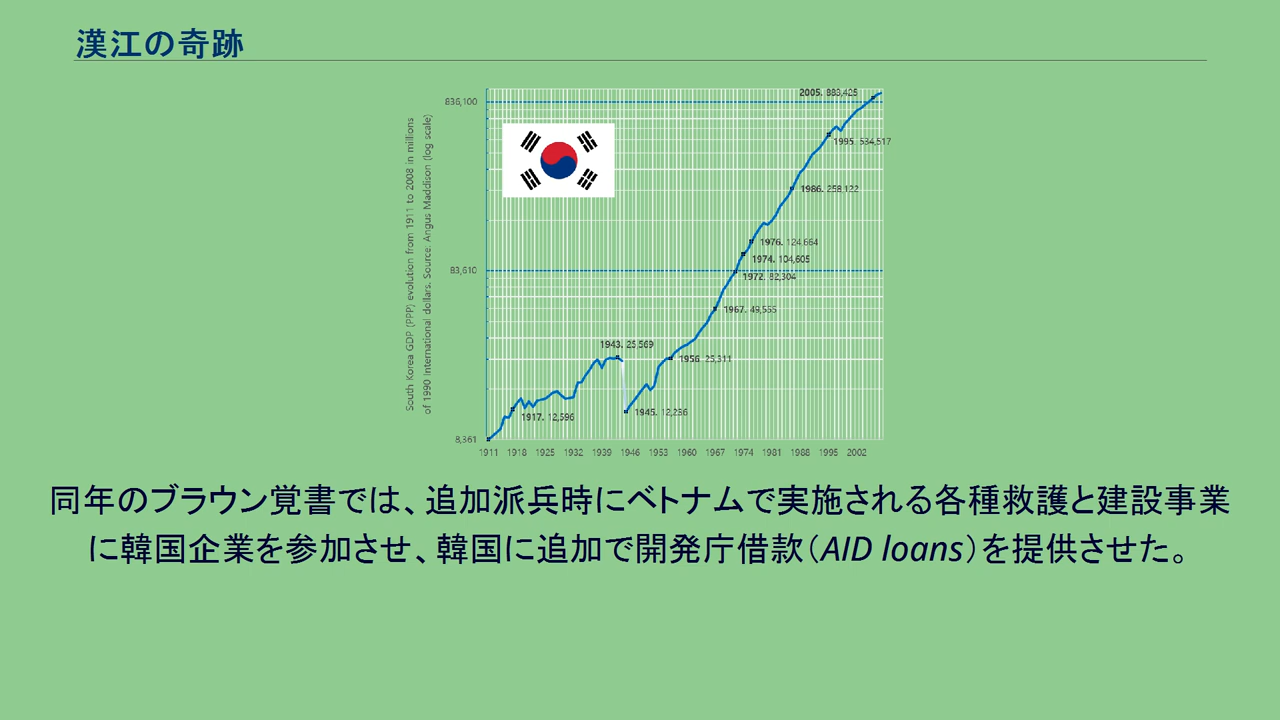 漢江の奇跡
South Korea GDP (PPP) evolution from 1911 to 2008 in millions
of 1990 International dollars. Source: Angus Maddison (log scale)
836,100
83,610
8,361
2005. 883,425
1995. 534,517
1986. 258,122
1976. 124,664
1974. 104,605
1972. 82,304
1967. 49,555
1943. 25,569
1956. 25,311
1945. 12,236
1917. 12,596
1911 1918 1925 1932 1939 1946 1953 1960 1967 1974 1981 1988 1995 2002
同年のブラウン覚書では、追加派兵時にベトナムで実施される各種救護と建設事業
に韓国企業を参加させ、韓国に追加で開発庁借款（AID loans）を提供させた。